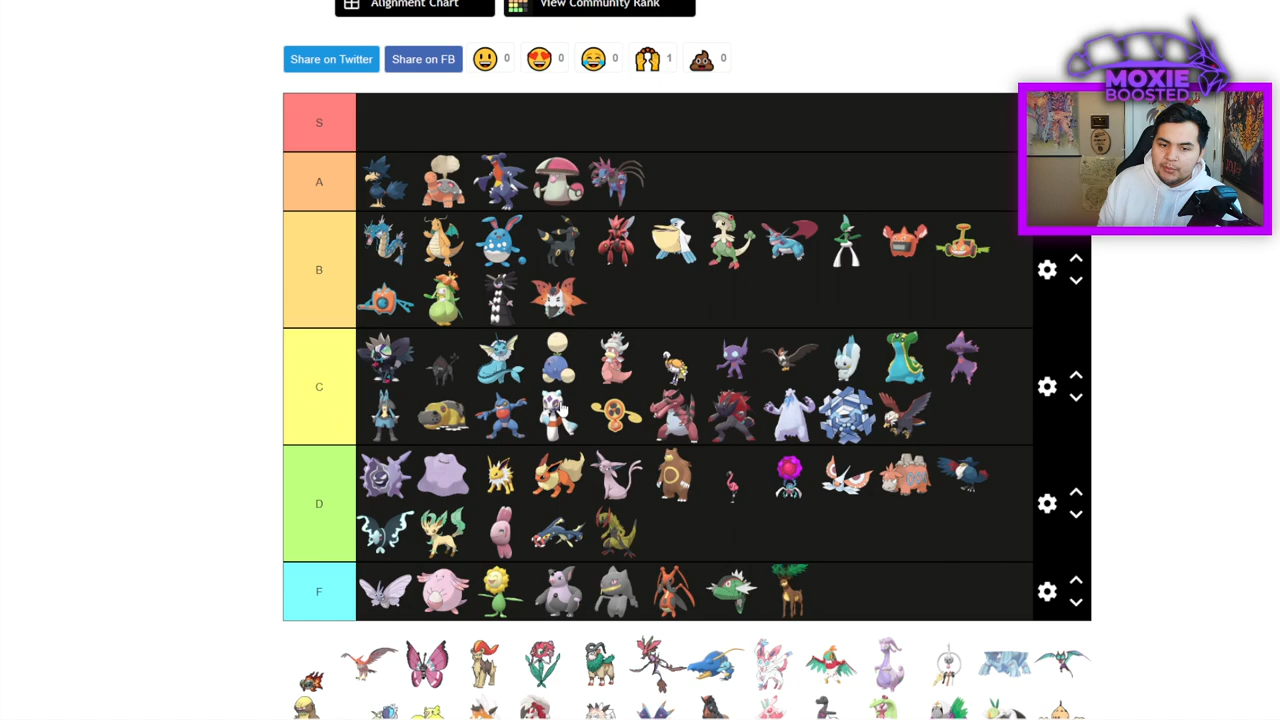 Alignment Chart
View Community Rank
Share on Twitter
Share on FB
0
0
0
1
0
MOXIE
BOOSTED
S
A
B
C
D
F